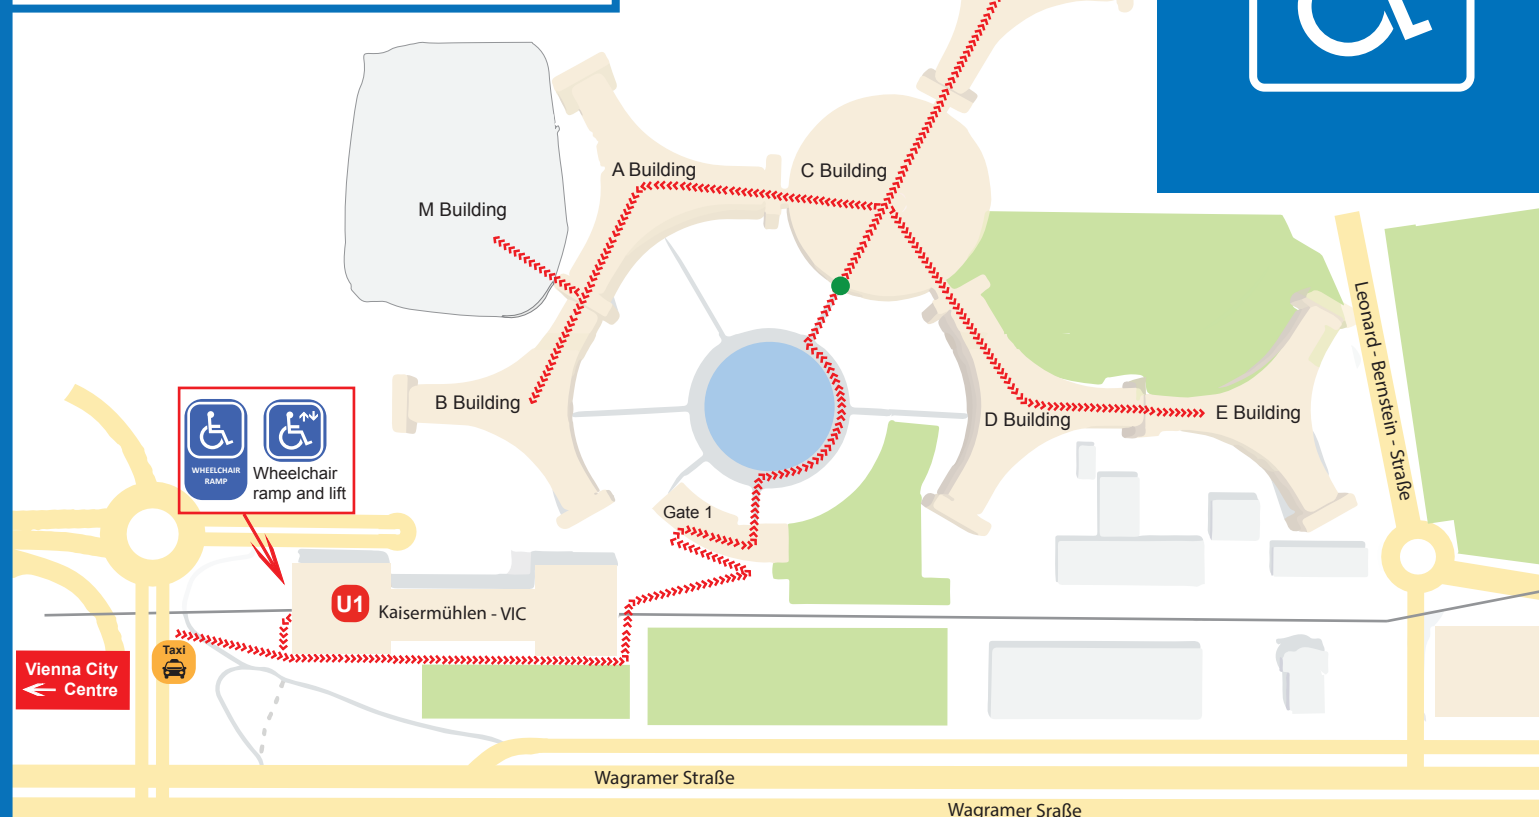 A Building
C Building
M Building
B Building
D Building
E Building
Leonard - Bernstein - Straße
WHEELCHAIR
RAMP
Wheelchair
ramp and lift
Gate 1
U1
Kaisermühlen - VIC
Taxi
Vienna City
Centre
Wagramer Straße
Wagramer Sraße